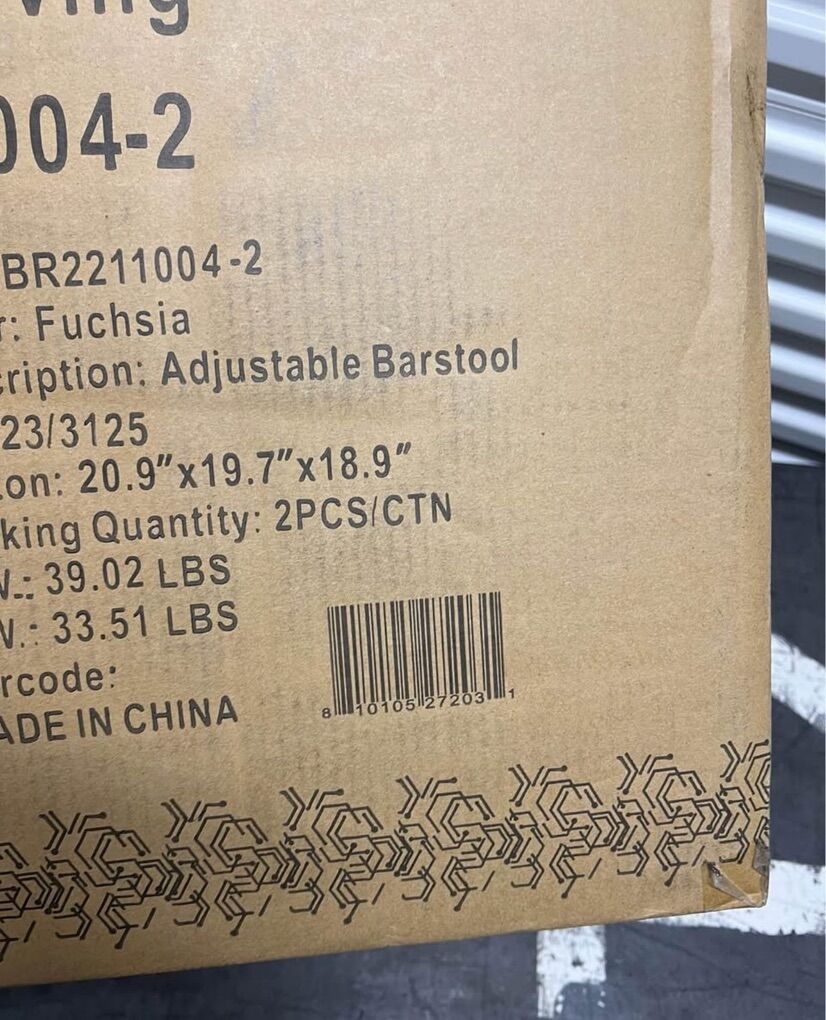 004-2
BR2211004-2
r: Fuchsia
cription: Adjustable Barstool
23/3125
on: 20.9"x19.7"x18.9"
king Quantity: 2PCS/CTN
W.: 39.02 LBS
W.: 33.51 LBS
rcode:
ADE IN CHINA
8 10105 27203 1